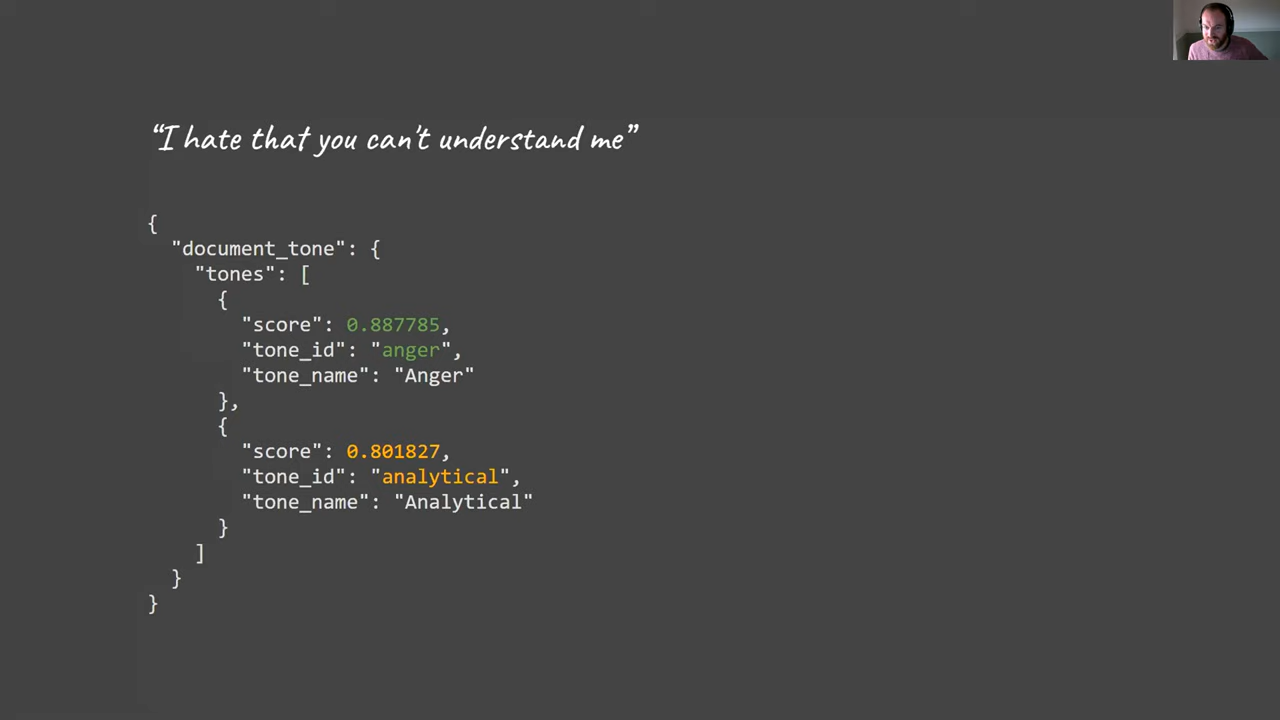 “I hate that you can't understand me”
{
  "document_tone": {
    "tones": [
      {
        "score": 0.887785,
        "tone_id": "anger",
        "tone_name": "Anger"
      },
      {
        "score": 0.801827,
        "tone_id": "analytical",
        "tone_name": "Analytical"
      }
    ]
  }
}